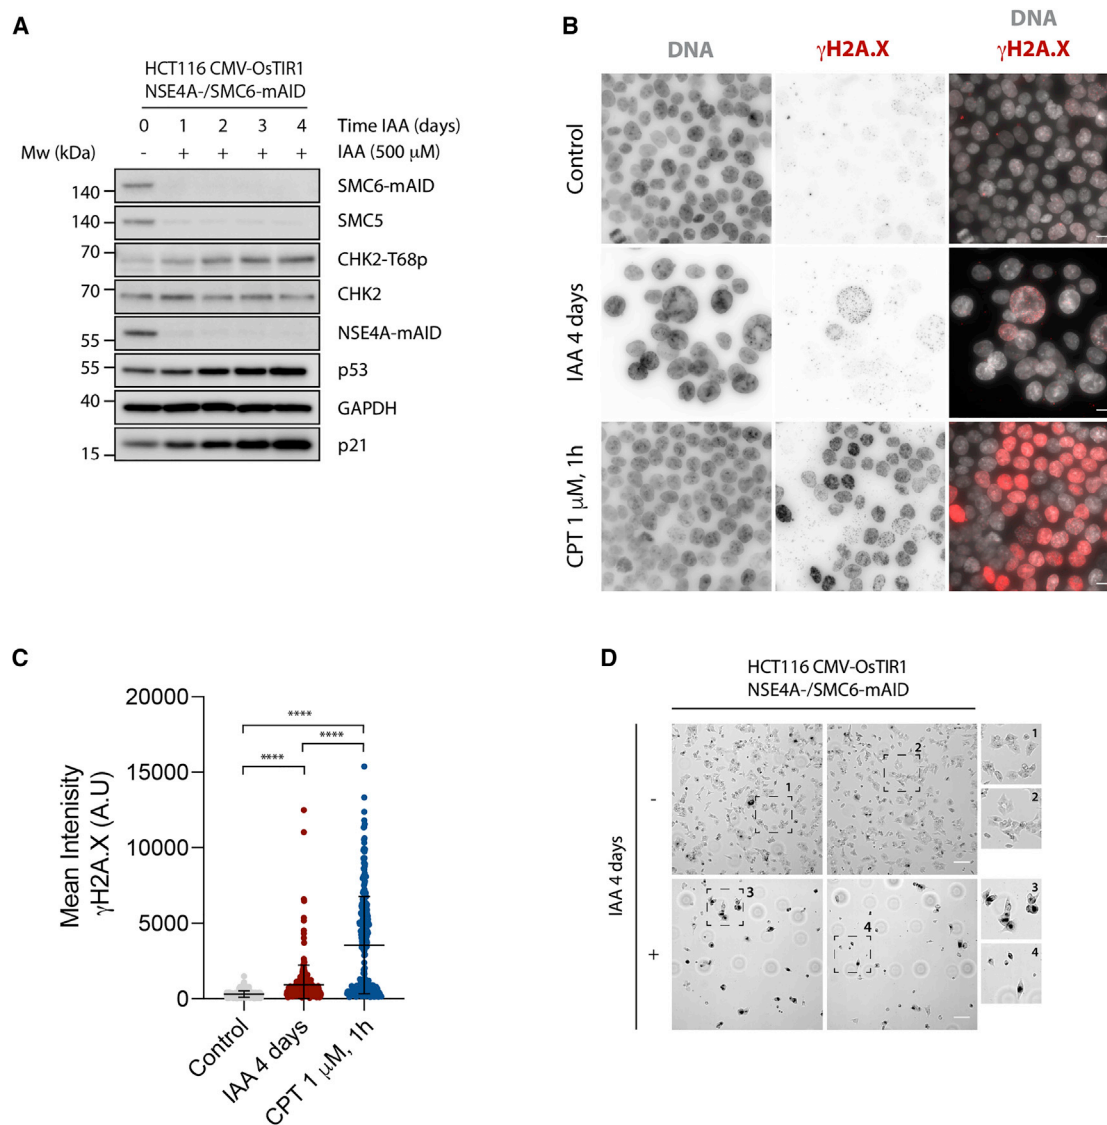 A
HCT116 CMV-OsTIR1
NSE4A-/SMC6-mAID
0 1 2 3 4 Time IAA (days)
Mw (kDa) - + + + + IAA (500 μM)
140 SMC6-mAID
140 SMC5
70 CHK2-T68p
70 CHK2
55 NSE4A-mAID
55 p53
40 GAPDH
15 p21
B
DNA
γH2A.X
DNA
γH2A.X
Control
IAA 4 days
CPT 1 μM, 1h
C
Mean Intenisity
γH2A.X (A.U)
20000
15000
10000
5000
0
****
****
****
Control
IAA 4 days
CPT 1 μM, 1h
D
HCT116 CMV-OsTIR1
NSE4A-/SMC6-mAID
IAA 4 days
-
+
1
2
1
2
3
4
3
4